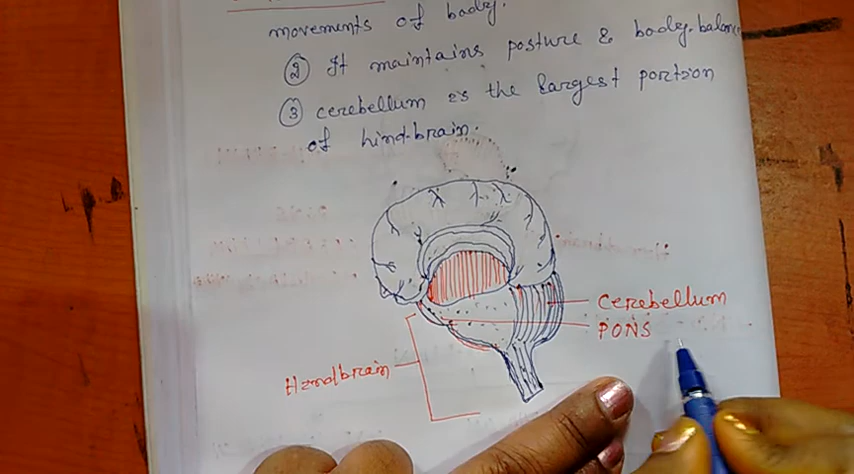 movements of body.
② It maintains posture & body-balance
③ cerebellum is the largest portion
of hind-brain.
Cerebellum
PONS
Hindbrain